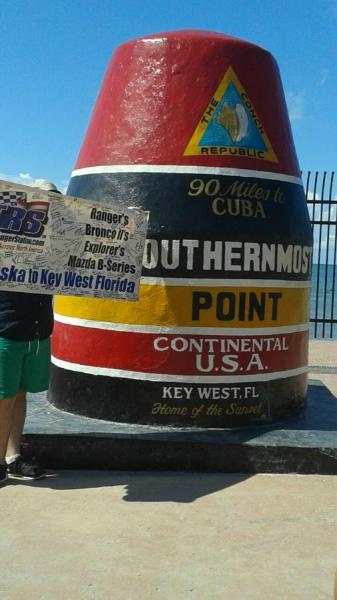 THE CONCH
REPUBLIC
90 Miles to
CUBA
OUTHERNMOS
POINT
CONTINENTAL
U.S.A.
KEY WEST, FL
Home of the Sunset
RS
Ranger's
Bronco II's
Explorer's
Mazda B-Series
ska to Key West Florida